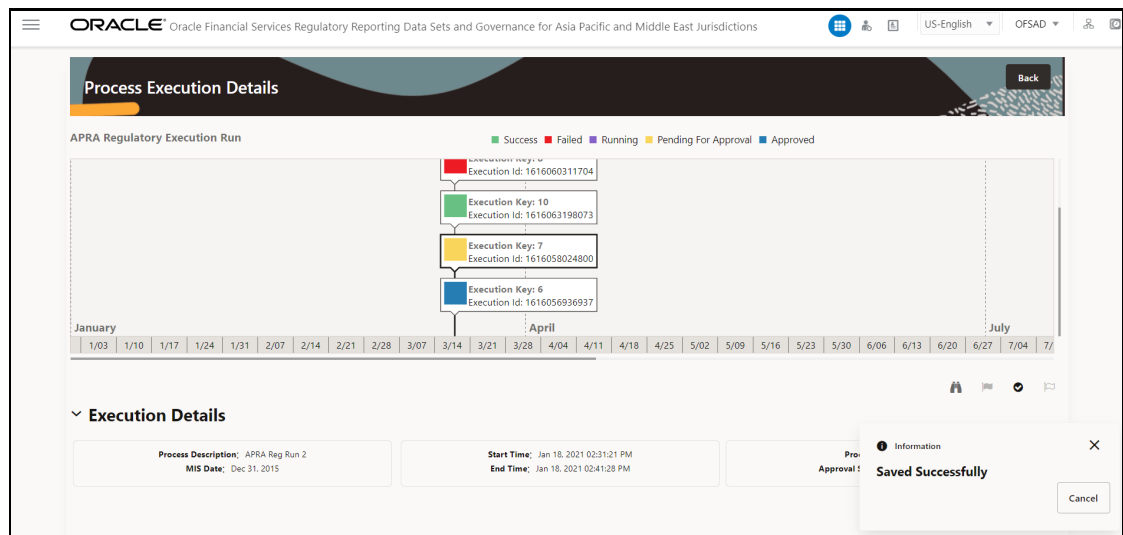 ORACLE® Oracle Financial Services Regulatory Reporting Data Sets and Governance for Asia Pacific and Middle East Jurisdictions US-English OFSAD
Process Execution Details Back
APRA Regulatory Execution Run Success Failed Running Pending For Approval Approved
Execution Id: 1616060311704
Execution Key: 10
Execution Id: 1616063198073
Execution Key: 7
Execution Id: 1616058024800
Execution Key: 6
Execution Id: 1616056936937
January April July
1/03 1/10 1/17 1/24 1/31 2/07 2/14 2/21 2/28 3/07 3/14 3/21 3/28 4/04 4/11 4/18 4/25 5/02 5/09 5/16 5/23 5/30 6/06 6/13 6/20 6/27 7/04 7/
Execution Details
Process Description: APRA Reg Run 2
MIS Date: Dec 31, 2015
Start Time: Jan 18, 2021 02:31:21 PM
End Time: Jan 18, 2021 02:41:28 PM
Pro
Approval S
Information
Saved Successfully
Cancel